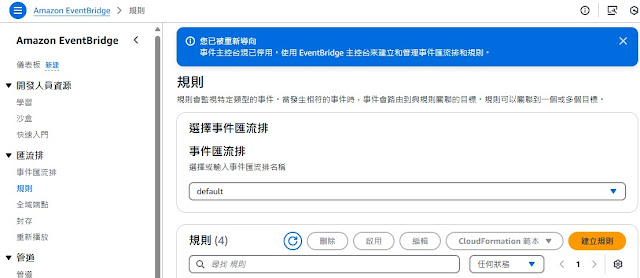 Amazon EventBridge > 規則
Amazon EventBridge
儀表板 新建
開發人員資源
學習
沙盒
快速入門
匯流排
事件匯流排
規則
全域端點
封存
重新播放
管道
管道
您已被重新導向
事件主控台現已停用。使用 EventBridge 主控台來建立和管理事件匯流排和規則。
規則
規則會監視特定類型的事件。當發生相符的事件時，事件會路由到與規則關聯的目標。規則可以關聯到一個或多個目標。
選擇事件匯流排
事件匯流排
選擇或輸入事件匯流排名稱
default
規則 (4)
刪除
啟用
編輯
CloudFormation 範本
建立規則
尋找 規則
任何狀態
1